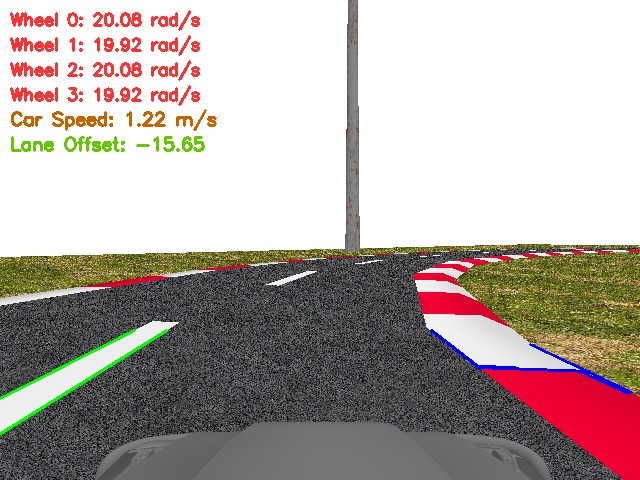 Wheel 0: 20.08 rad/s
Wheel 1: 19.92 rad/s
Wheel 2: 20.08 rad/s
Wheel 3: 19.92 rad/s
Car Speed: 1.22 m/s
Lane Offset: -15.65